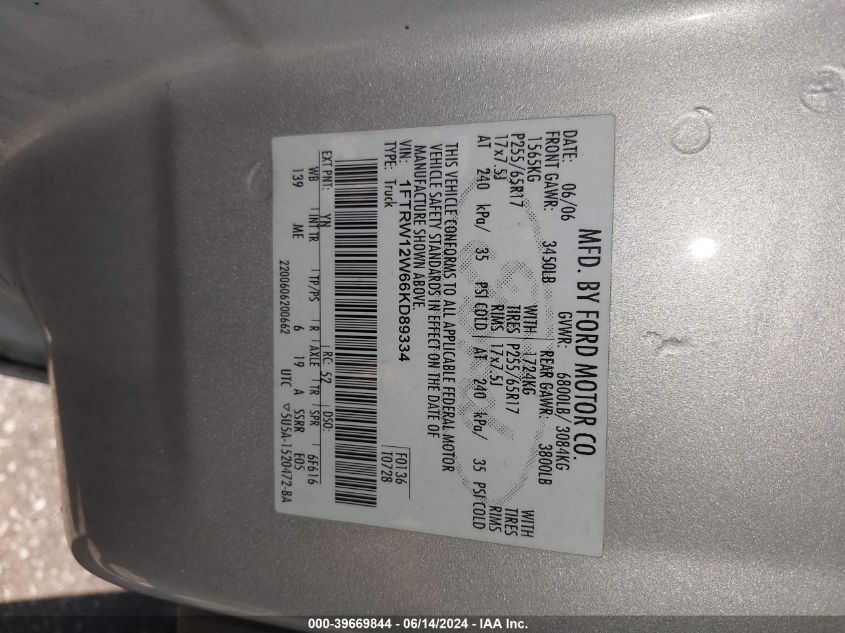 MFD. BY FORD MOTOR CO.
DATE: 06/06 GVWR: 6800LB/ 3084KG
FRONT GAWR: 3450LB REAR GAWR: 3800LB
1565KG WITH 1724KG WITH
P255/65R17 TIRES P255/65R17 TIRES
17x7.5J RIMS 17x7.5J RIMS
AT 240 kPa/ 35 PSI COLD AT 240 kPa/ 35 PSI COLD
THIS VEHICLE CONFORMS TO ALL APPLICABLE FEDERAL MOTOR
VEHICLE SAFETY STANDARDS IN EFFECT ON THE DATE OF
MANUFACTURE SHOWN ABOVE.
VIN: 1FTRW12W66KD89334 F0136
TYPE: Truck T0728
EXT PNT: YN RC: 52 DSO:
WB INT TR TP/PS R AXLE TR SPR 6F616
139 ME 6 19 A SSRR E05
2200606200662 UTC ▽5U5A-1520472-BA
000-39669844 / 06/14/2024 - IAA Inc.